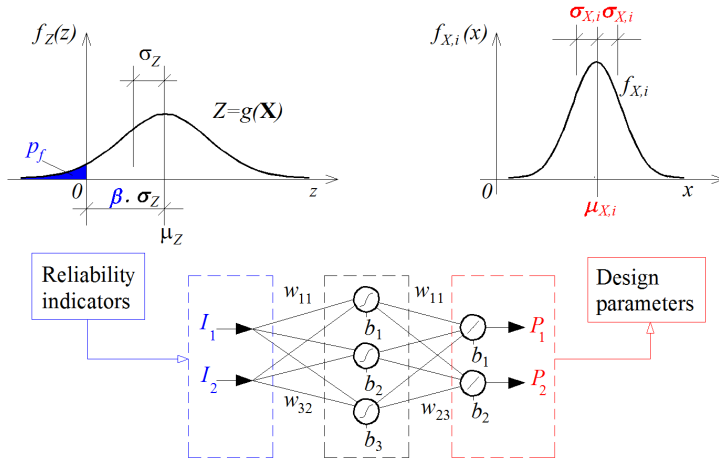 f_Z(z)
σ_Z
Z=g(X)
p_f
0
z
β . σ_Z
μ_Z
σ_X,i σ_X,i
f_X,i(x)
f_X,i
0
x
μ_X,i
Reliability
indicators
I_1
I_2
w_11
w_32
b_1
b_2
b_3
w_11
w_23
b_1
b_2
P_1
P_2
Design
parameters